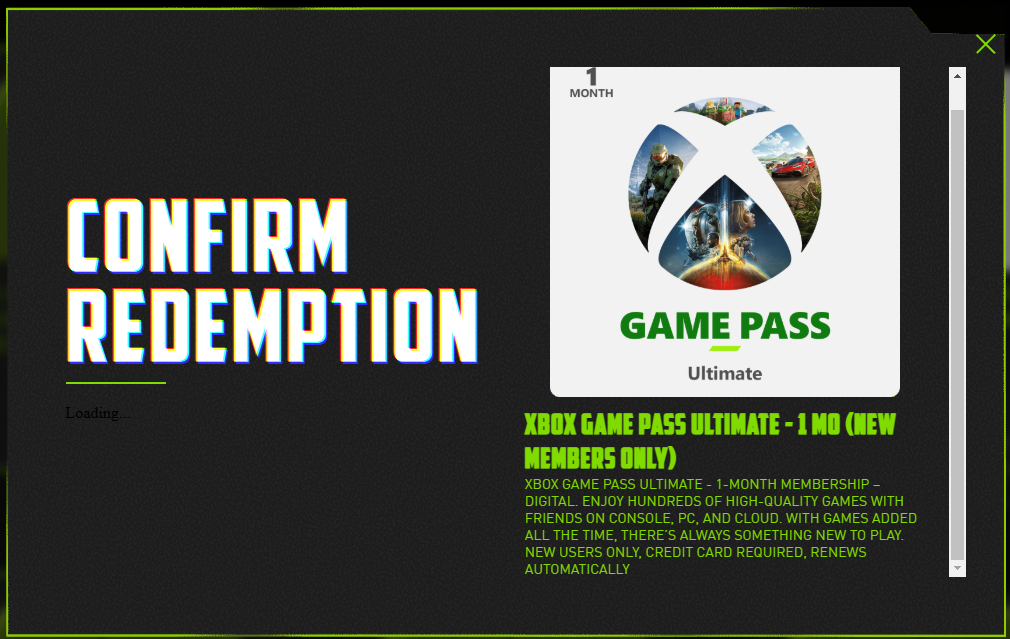 CONFIRM
REDEMPTION
Loading...
1
MONTH
GAME PASS
Ultimate
XBOX GAME PASS ULTIMATE - 1 MO (NEW
MEMBERS ONLY)
XBOX GAME PASS ULTIMATE - 1-MONTH MEMBERSHIP –
DIGITAL. ENJOY HUNDREDS OF HIGH-QUALITY GAMES WITH
FRIENDS ON CONSOLE, PC, AND CLOUD. WITH GAMES ADDED
ALL THE TIME, THERE'S ALWAYS SOMETHING NEW TO PLAY.
NEW USERS ONLY, CREDIT CARD REQUIRED, RENEWS
AUTOMATICALLY